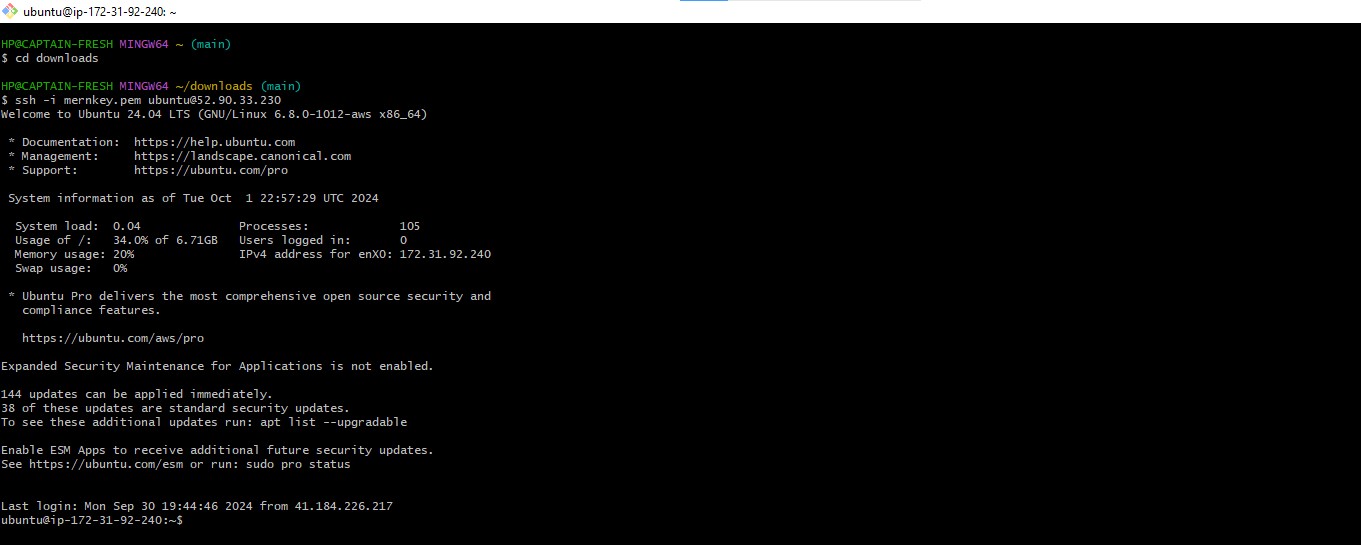 ubuntu@ip-172-31-92-240: ~
HP@CAPTAIN-FRESH MINGW64 ~ (main)
$ cd downloads
HP@CAPTAIN-FRESH MINGW64 ~/downloads (main)
$ ssh -i mernkey.pem ubuntu@52.90.33.230
Welcome to Ubuntu 24.04 LTS (GNU/Linux 6.8.0-1012-aws x86_64)
* Documentation:  https://help.ubuntu.com
* Management:     https://landscape.canonical.com
* Support:        https://ubuntu.com/pro
System information as of Tue Oct  1 22:57:29 UTC 2024
System load:  0.04              Processes:             105
Usage of /:   34.0% of 6.71GB   Users logged in:       0
Memory usage: 20%               IPv4 address for enX0: 172.31.92.240
Swap usage:   0%
* Ubuntu Pro delivers the most comprehensive open source security and
compliance features.
https://ubuntu.com/aws/pro
Expanded Security Maintenance for Applications is not enabled.
144 updates can be applied immediately.
38 of these updates are standard security updates.
To see these additional updates run: apt list --upgradable
Enable ESM Apps to receive additional future security updates.
See https://ubuntu.com/esm or run: sudo pro status
Last login: Mon Sep 30 19:44:46 2024 from 41.184.226.217
ubuntu@ip-172-31-92-240:~$